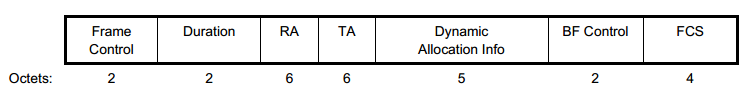 Frame Control Duration RA TA Dynamic Allocation Info BF Control FCS
Octets: 2 2 6 6 5 2 4